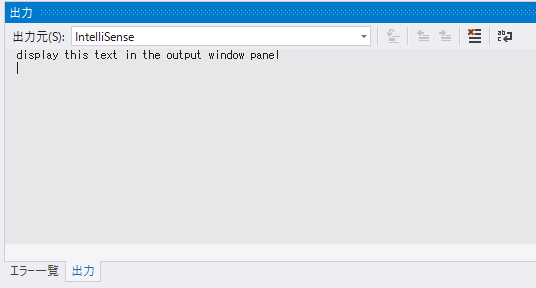 出力
出力元(S): IntelliSense
display this text in the output window panel
エラー一覧 出力